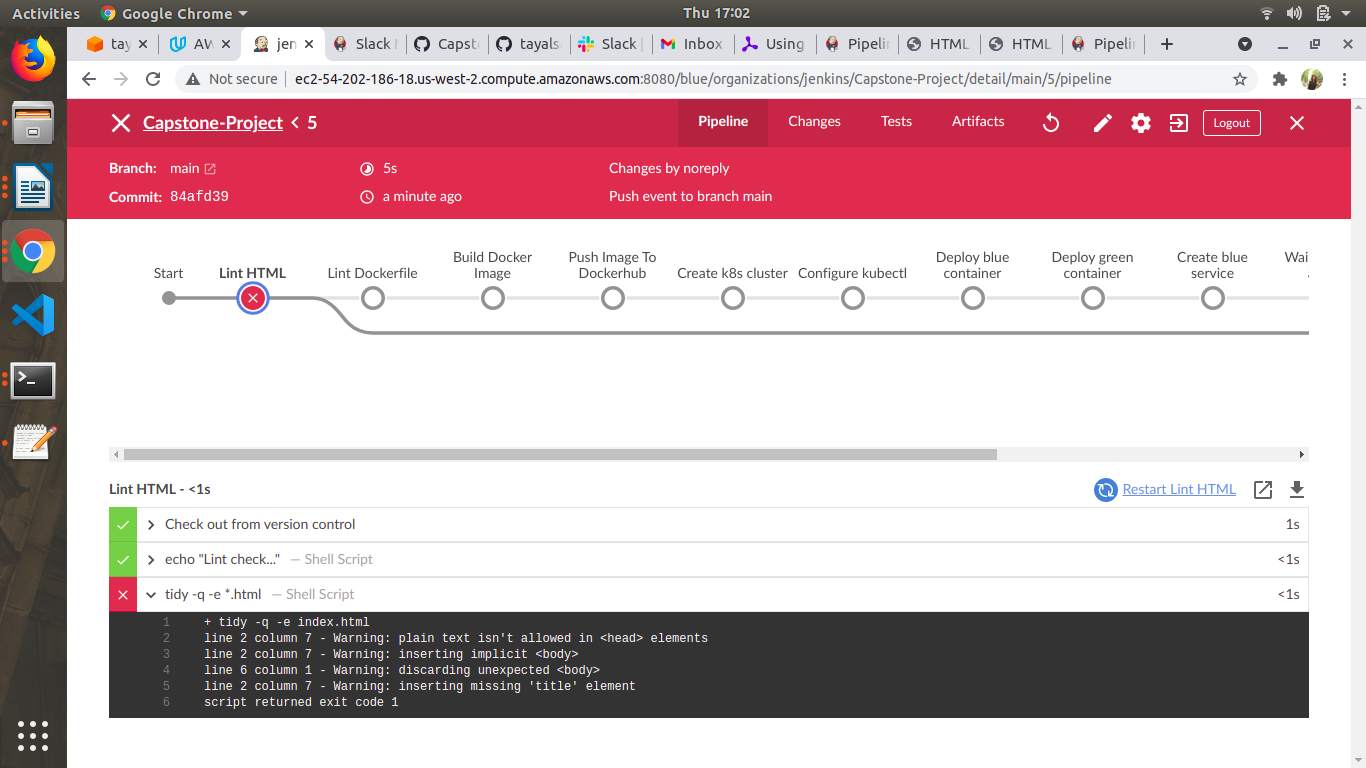 Activities Google Chrome Thu 17:02
tay AW jen Slack Capst tayals Slack Inbox Using Pipelin HTML HTML Pipelin
Not secure ec2-54-202-186-18.us-west-2.compute.amazonaws.com:8080/blue/organizations/jenkins/Capstone-Project/detail/main/5/pipeline
Capstone-Project < 5 Pipeline Changes Tests Artifacts Logout
Branch: main 5s Changes by noreply
Commit: 84afd39 a minute ago Push event to branch main
Start Lint HTML Lint Dockerfile Build Docker Image Push Image To Dockerhub Create k8s cluster Configure kubectl Deploy blue container Deploy green container Create blue service Wai
Lint HTML - <1s Restart Lint HTML
Check out from version control 1s
echo "Lint check..." — Shell Script <1s
tidy -q -e *.html — Shell Script <1s
1 + tidy -q -e index.html
2 line 2 column 7 - Warning: plain text isn't allowed in <head> elements
3 line 2 column 7 - Warning: inserting implicit <body>
4 line 6 column 1 - Warning: discarding unexpected <body>
5 line 2 column 7 - Warning: inserting missing 'title' element
6 script returned exit code 1